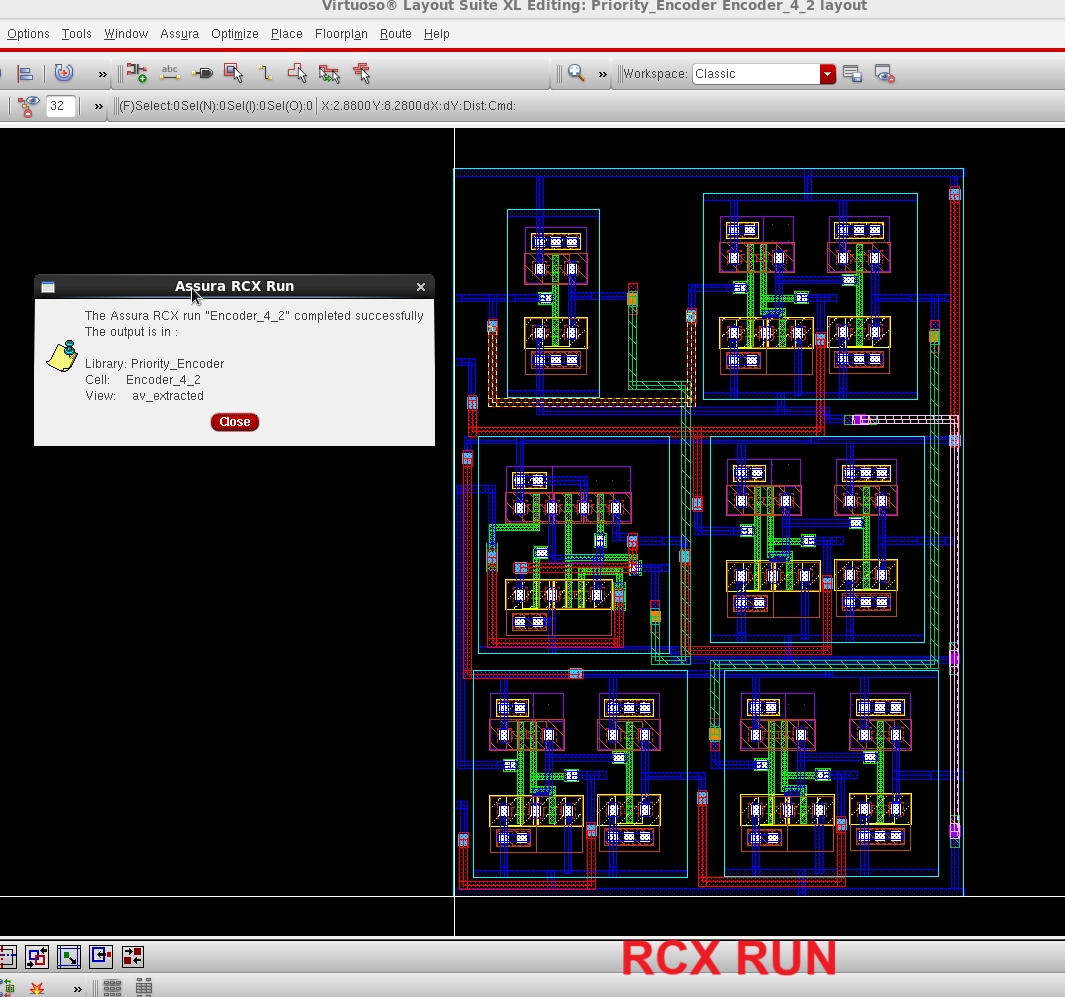 Virtuoso® Layout Suite XL Editing: Priority_Encoder Encoder_4_2 layout
Options Tools Window Assura Optimize Place Floorplan Route Help
abc Workspace: Classic
32 (F)Select:0 Sel(N):0 Sel(I):0 Sel(O):0 X:2.8800 Y:8.2800 dX: dY: Dist: Cmd:
Assura RCX Run
The Assura RCX run "Encoder_4_2" completed successfully
The output is in :
Library: Priority_Encoder
Cell: Encoder_4_2
View: av_extracted
Close
RCX RUN